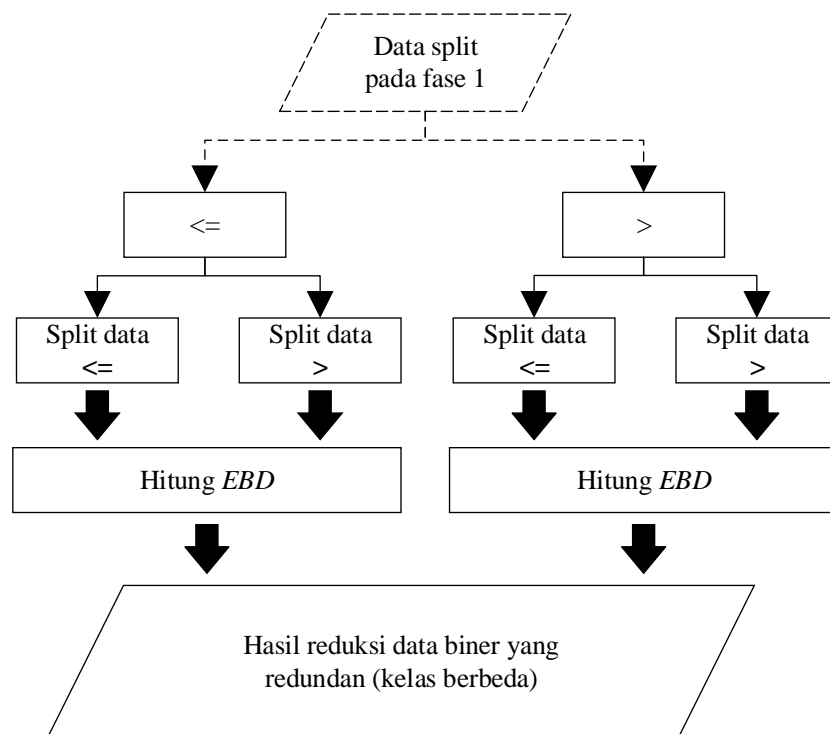 Data split
pada fase 1
<=
>
Split data
<=
Split data
>
Split data
<=
Split data
>
Hitung EBD
Hitung EBD
Hasil reduksi data biner yang
redundan (kelas berbeda)